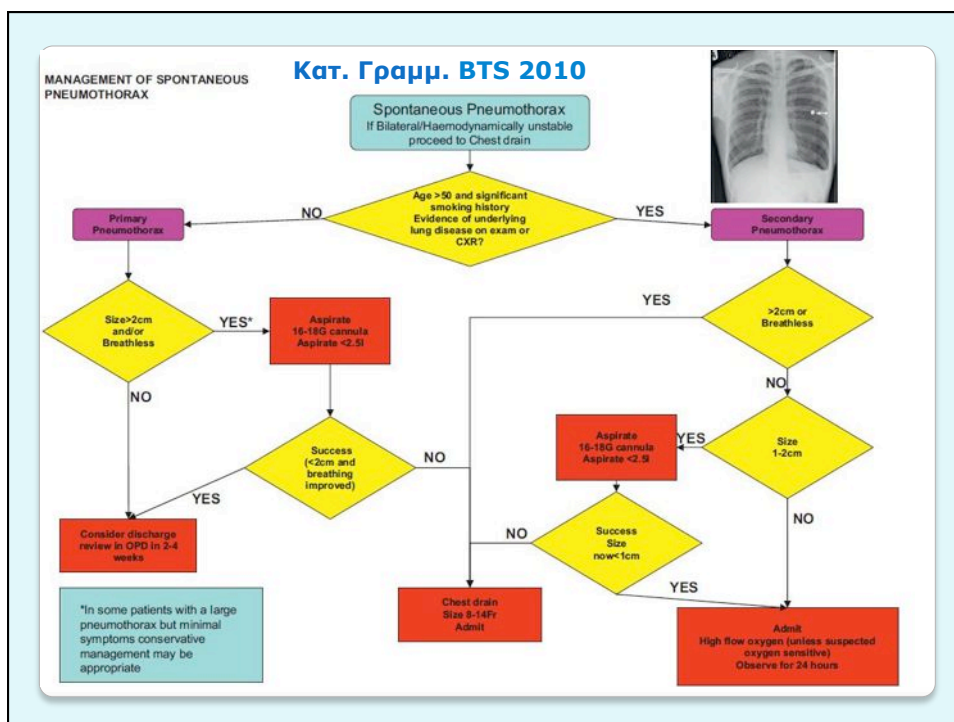 MANAGEMENT OF SPONTANEOUS
PNEUMOTHORAX
Κατ. Γραμμ. BTS 2010
Spontaneous Pneumothorax
If Bilateral/Haemodynamically unstable
proceed to Chest drain
Age >50 and significant
smoking history
Evidence of underlying
lung disease on exam or
CXR?
NO
YES
Primary
Pneumothorax
Secondary
Pneumothorax
Size>2cm
and/or
Breathless
YES*
Aspirate
16-18G cannula
Aspirate <2.5l
YES
>2cm or
Breathless
NO
NO
Success
(<2cm and
breathing
improved)
NO
YES
Aspirate
16-18G cannula
Aspirate <2.5l
YES
Size
1-2cm
Consider discharge
review in OPD in 2-4
weeks
NO
Success
Size
now<1cm
NO
YES
*In some patients with a large
pneumothorax but minimal
symptoms conservative
management may be
appropriate
Chest drain
Size 8-14Fr
Admit
Admit
High flow oxygen (unless suspected
oxygen sensitive)
Observe for 24 hours